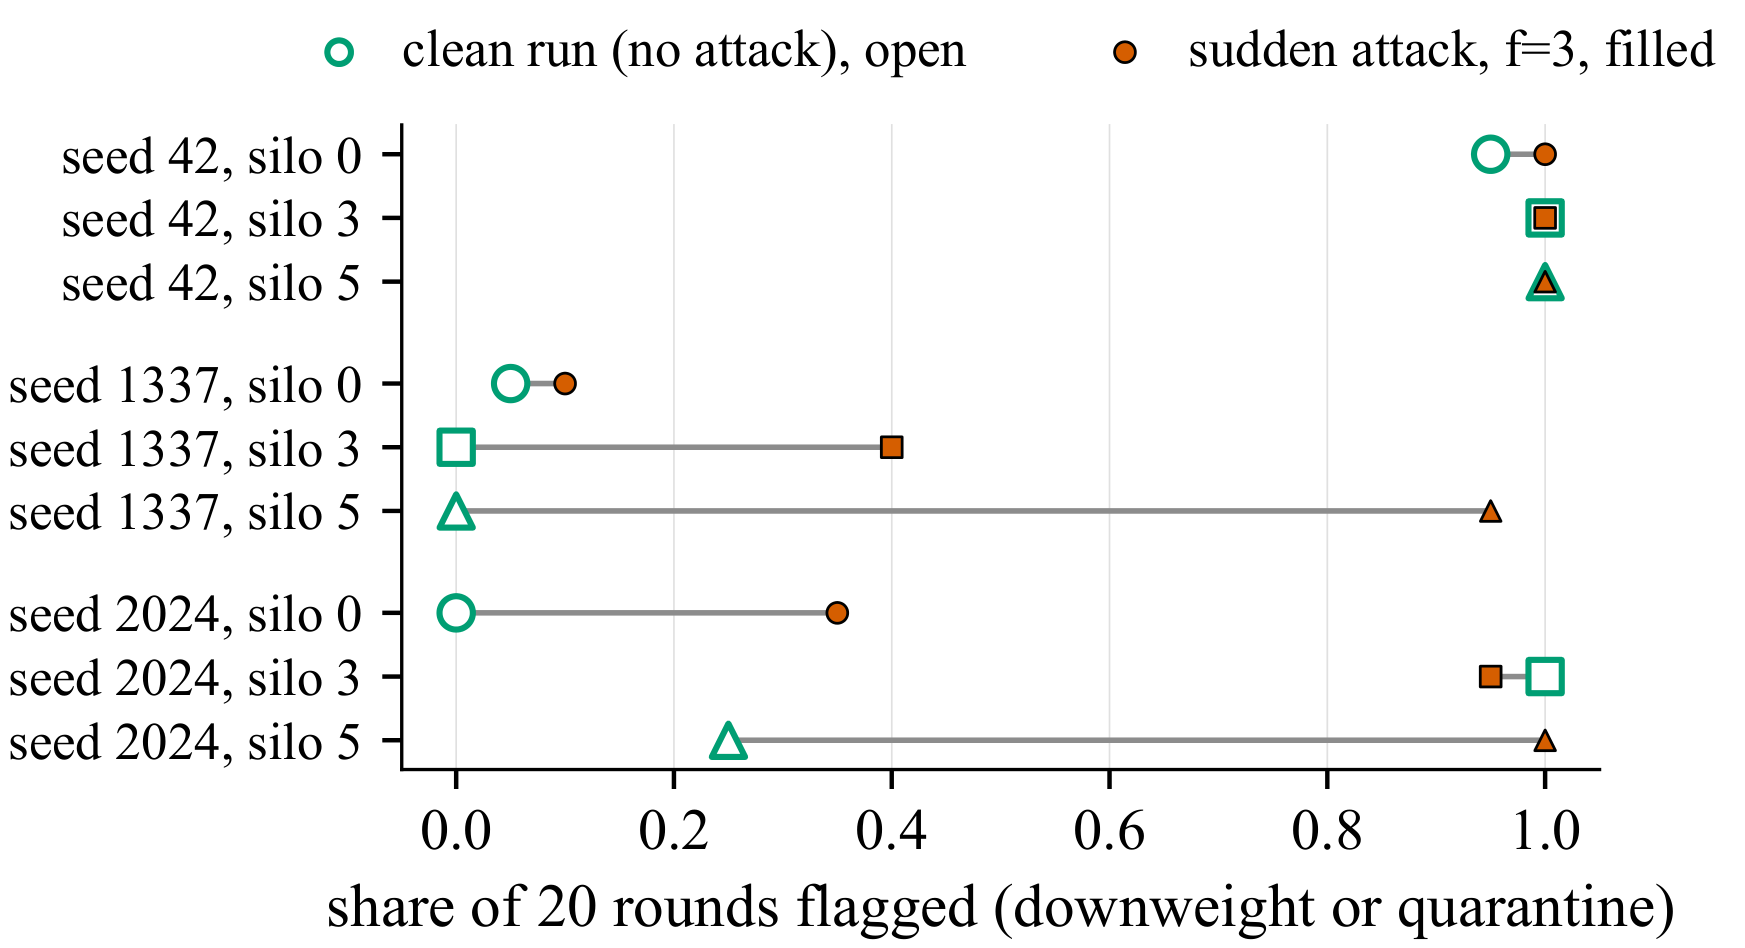 clean run (no attack), open
sudden attack, f=3, filled
seed 42, silo 0
seed 42, silo 3
seed 42, silo 5
seed 1337, silo 0
seed 1337, silo 3
seed 1337, silo 5
seed 2024, silo 0
seed 2024, silo 3
seed 2024, silo 5
0.0 0.2 0.4 0.6 0.8 1.0
share of 20 rounds flagged (downweight or quarantine)